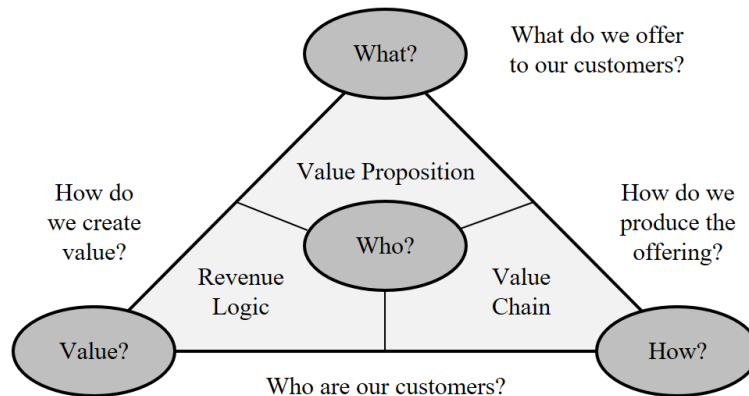 What?
What do we offer
to our customers?
Value Proposition
How do
we create
value?
How do we
produce the
offering?
Who?
Revenue
Logic
Value
Chain
Value?
How?
Who are our customers?